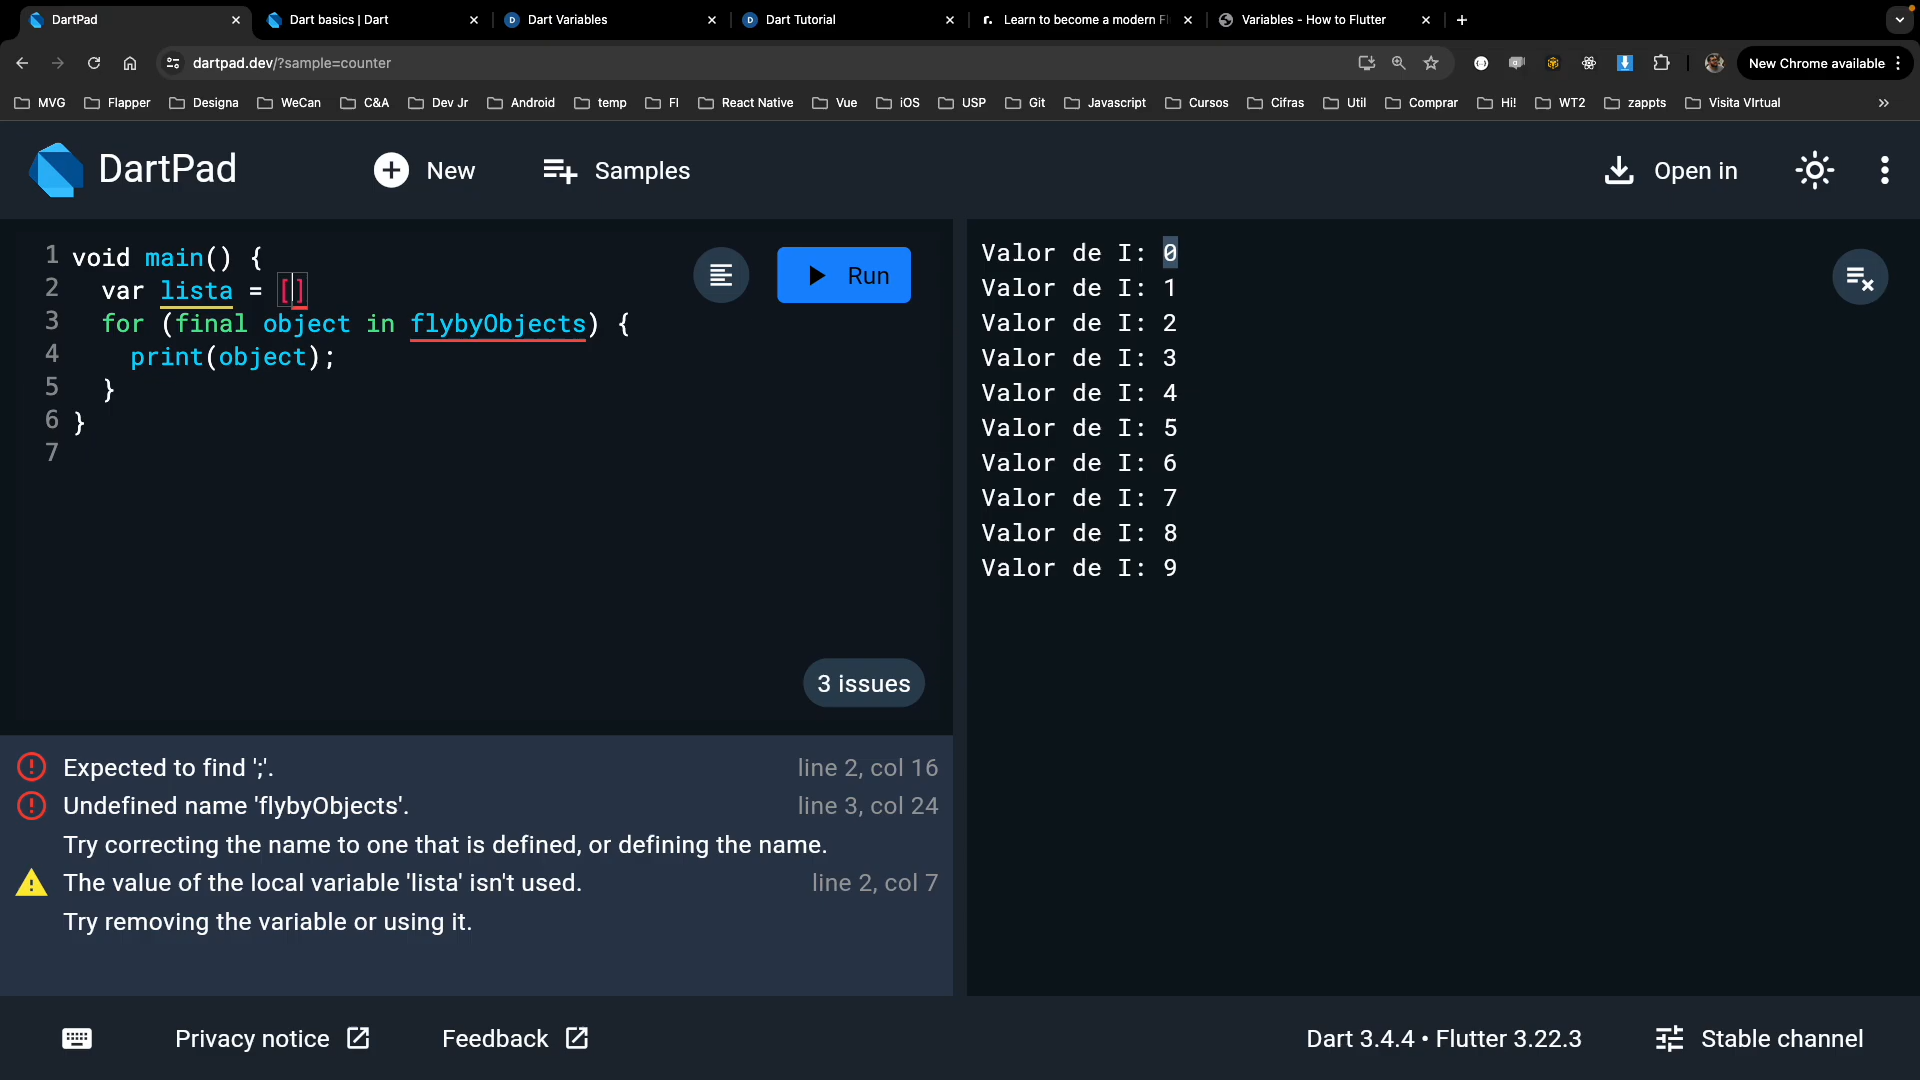 DartPad
Dart basics | Dart
Dart Variables
Dart Tutorial
Learn to become a modern Fl
Variables - How to Flutter
dartpad.dev/?sample=counter
New Chrome available
MVG
Flapper
Designa
WeCan
C&A
Dev Jr
Android
temp
FI
React Native
Vue
iOS
USP
Git
Javascript
Cursos
Cifras
Util
Comprar
Hi!
WT2
zappts
Visita VIrtual
»
DartPad
New
Samples
Open in
1 void main() {
2   var lista = []
3   for (final object in flybyObjects) {
4     print(object);
5   }
6 }
7
Run
3 issues
Valor de I: 0
Valor de I: 1
Valor de I: 2
Valor de I: 3
Valor de I: 4
Valor de I: 5
Valor de I: 6
Valor de I: 7
Valor de I: 8
Valor de I: 9
Expected to find ';'. line 2, col 16
Undefined name 'flybyObjects'. line 3, col 24
Try correcting the name to one that is defined, or defining the name.
The value of the local variable 'lista' isn't used. line 2, col 7
Try removing the variable or using it.
Privacy notice
Feedback
Dart 3.4.4 • Flutter 3.22.3
Stable channel